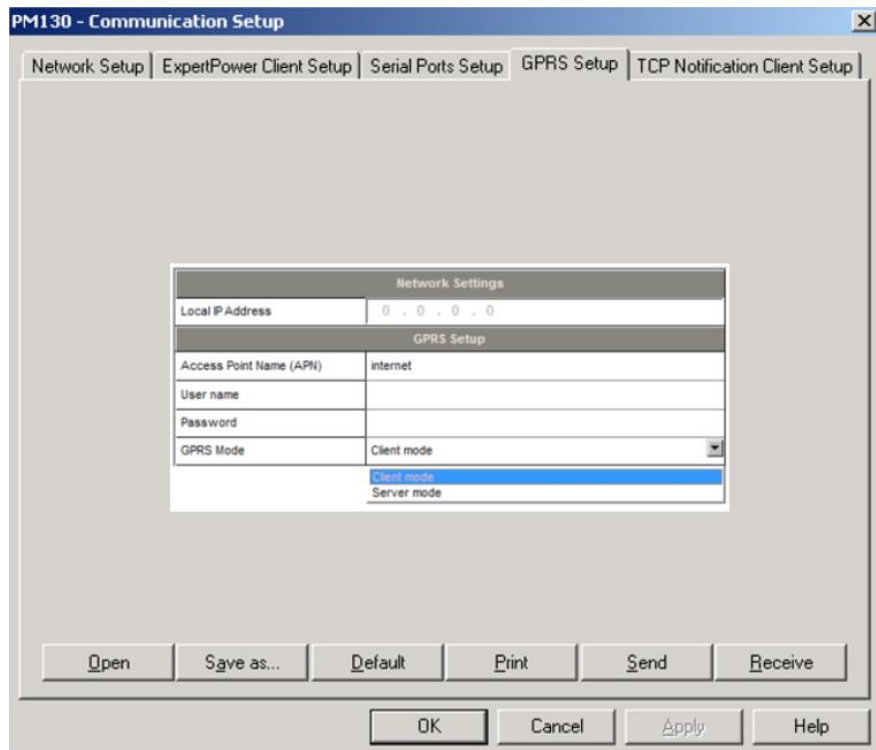 PM130 - Communication Setup
Network Setup ExpertPower Client Setup Serial Ports Setup GPRS Setup TCP Notification Client Setup
Network Settings
Local IP Address 0 . 0 . 0 . 0
GPRS Setup
Access Point Name (APN) internet
User name
Password
GPRS Mode Client mode
Client mode
Server mode
Open Save as... Default Print Send Receive
OK Cancel Apply Help